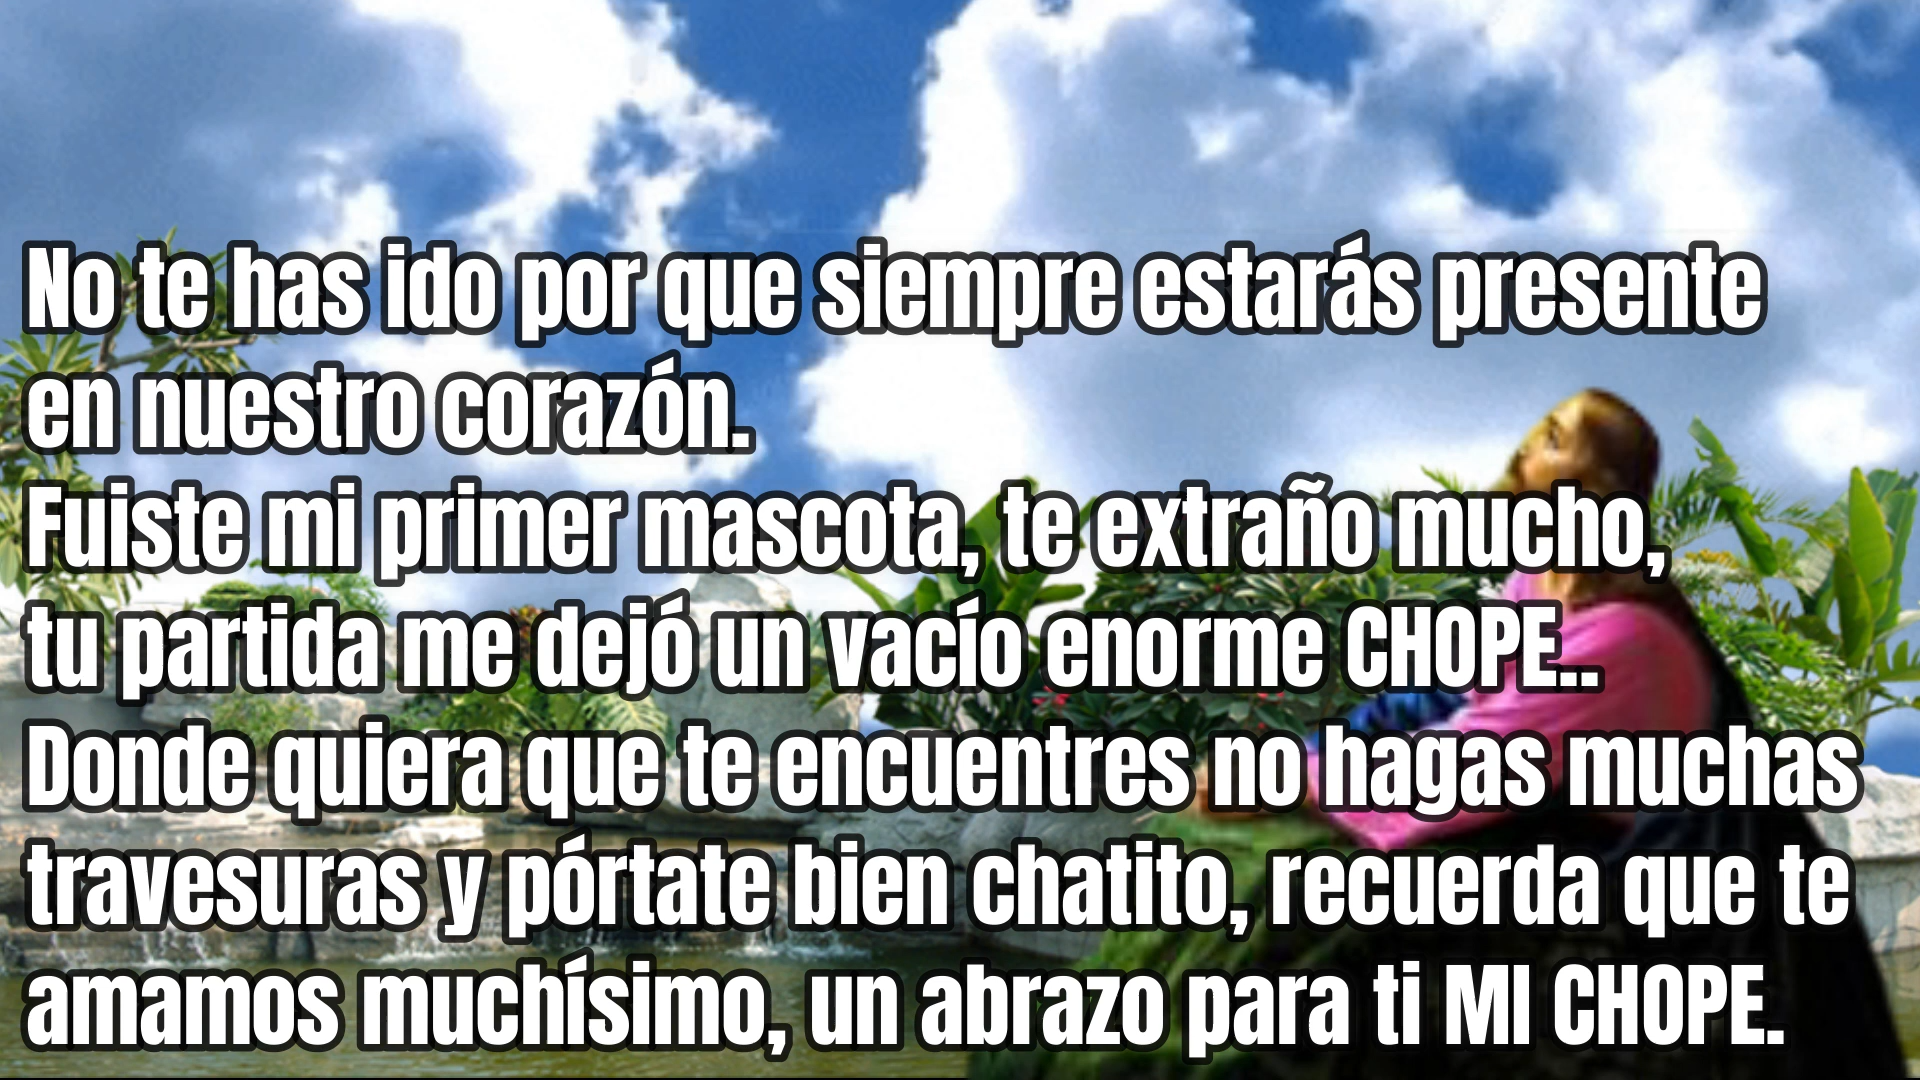 No te has ido por que siempre estarás presente
en nuestro corazón.
Fuiste mi primer mascota, te extraño mucho,
tu partida me dejó un vacío enorme CHOPE..
Donde quiera que te encuentres no hagas muchas
travesuras y pórtate bien chatito, recuerda que te
amamos muchísimo, un abrazo para ti MI CHOPE.